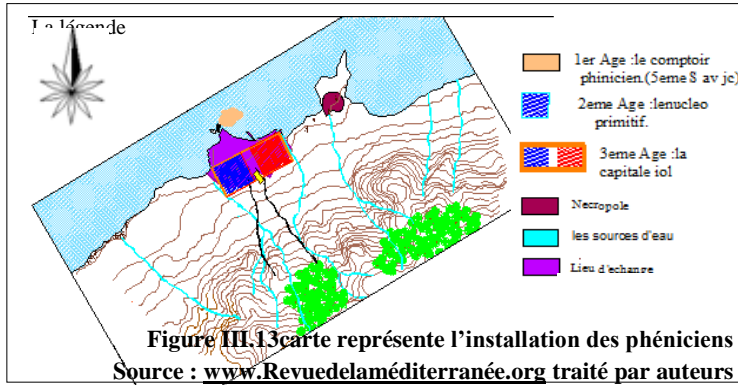 La légende
1er Age :le comptoir
phinicien.(5eme S av jc)
2eme Age :lenucleo
primitif.
3eme Age :la
capitale iol
Necropole
les sources d'eau
Lieu d'echange
Figure III.13carte représente l’installation des phéniciens
Source : www.Revuedelaméditerranée.org traité par auteurs